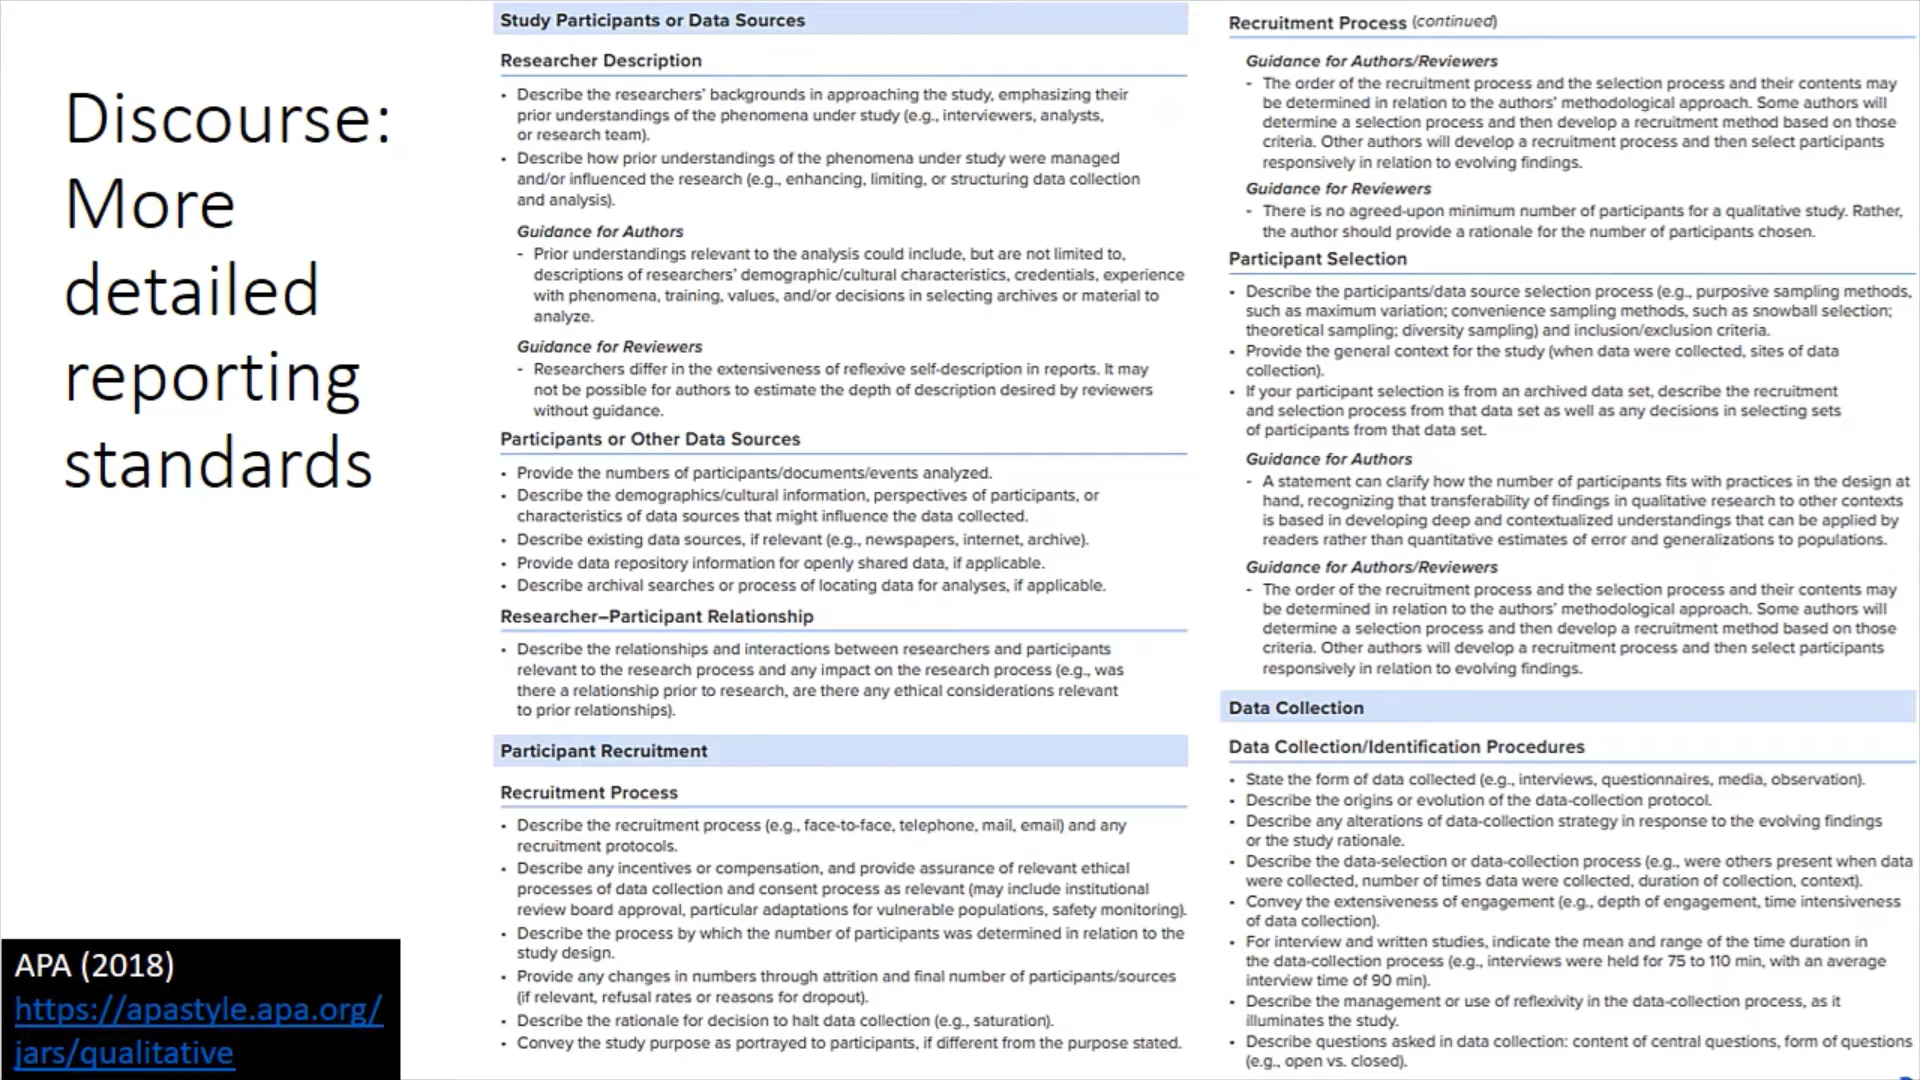 Discourse:
More
detailed
reporting
standards
APA (2018)
https://apastyle.apa.org/
jars/qualitative
Study Participants or Data Sources
Researcher Description
• Describe the researchers' backgrounds in approaching the study, emphasizing their
prior understandings of the phenomena under study (e.g., interviewers, analysts,
or research team).
• Describe how prior understandings of the phenomena under study were managed
and/or influenced the research (e.g., enhancing, limiting, or structuring data collection
and analysis).
Guidance for Authors
- Prior understandings relevant to the analysis could include, but are not limited to,
descriptions of researchers' demographic/cultural characteristics, credentials, experience
with phenomena, training, values, and/or decisions in selecting archives or material to
analyze.
Guidance for Reviewers
- Researchers differ in the extensiveness of reflexive self-description in reports. It may
not be possible for authors to estimate the depth of description desired by reviewers
without guidance.
Participants or Other Data Sources
• Provide the numbers of participants/documents/events analyzed.
• Describe the demographics/cultural information, perspectives of participants, or
characteristics of data sources that might influence the data collected.
• Describe existing data sources, if relevant (e.g., newspapers, internet, archive).
• Provide data repository information for openly shared data, if applicable.
• Describe archival searches or process of locating data for analyses, if applicable.
Researcher–Participant Relationship
• Describe the relationships and interactions between researchers and participants
relevant to the research process and any impact on the research process (e.g., was
there a relationship prior to research, are there any ethical considerations relevant
to prior relationships).
Participant Recruitment
Recruitment Process
• Describe the recruitment process (e.g., face-to-face, telephone, mail, email) and any
recruitment protocols.
• Describe any incentives or compensation, and provide assurance of relevant ethical
processes of data collection and consent process as relevant (may include institutional
review board approval, particular adaptations for vulnerable populations, safety monitoring).
• Describe the process by which the number of participants was determined in relation to the
study design.
• Provide any changes in numbers through attrition and final number of participants/sources
(if relevant, refusal rates or reasons for dropout).
• Describe the rationale for decision to halt data collection (e.g., saturation).
• Convey the study purpose as portrayed to participants, if different from the purpose stated.
Recruitment Process (continued)
Guidance for Authors/Reviewers
- The order of the recruitment process and the selection process and their contents may
be determined in relation to the authors' methodological approach. Some authors will
determine a selection process and then develop a recruitment method based on those
criteria. Other authors will develop a recruitment process and then select participants
responsively in relation to evolving findings.
Guidance for Reviewers
- There is no agreed-upon minimum number of participants for a qualitative study. Rather,
the author should provide a rationale for the number of participants chosen.
Participant Selection
• Describe the participants/data source selection process (e.g., purposive sampling methods,
such as maximum variation; convenience sampling methods, such as snowball selection;
theoretical sampling; diversity sampling) and inclusion/exclusion criteria.
• Provide the general context for the study (when data were collected, sites of data
collection).
• If your participant selection is from an archived data set, describe the recruitment
and selection process from that data set as well as any decisions in selecting sets
of participants from that data set.
Guidance for Authors
- A statement can clarify how the number of participants fits with practices in the design at
hand, recognizing that transferability of findings in qualitative research to other contexts
is based in developing deep and contextualized understandings that can be applied by
readers rather than quantitative estimates of error and generalizations to populations.
Guidance for Authors/Reviewers
- The order of the recruitment process and the selection process and their contents may
be determined in relation to the authors' methodological approach. Some authors will
determine a selection process and then develop a recruitment method based on those
criteria. Other authors will develop a recruitment process and then select participants
responsively in relation to evolving findings.
Data Collection
Data Collection/Identification Procedures
• State the form of data collected (e.g., interviews, questionnaires, media, observation).
• Describe the origins or evolution of the data-collection protocol.
• Describe any alterations of data-collection strategy in response to the evolving findings
or the study rationale.
• Describe the data-selection or data-collection process (e.g., were others present when data
were collected, number of times data were collected, duration of collection, context).
• Convey the extensiveness of engagement (e.g., depth of engagement, time intensiveness
of data collection).
• For interview and written studies, indicate the mean and range of the time duration in
the data-collection process (e.g., interviews were held for 75 to 110 min, with an average
interview time of 90 min).
• Describe the management or use of reflexivity in the data-collection process, as it
illuminates the study.
• Describe questions asked in data collection: content of central questions, form of questions
(e.g., open vs. closed).